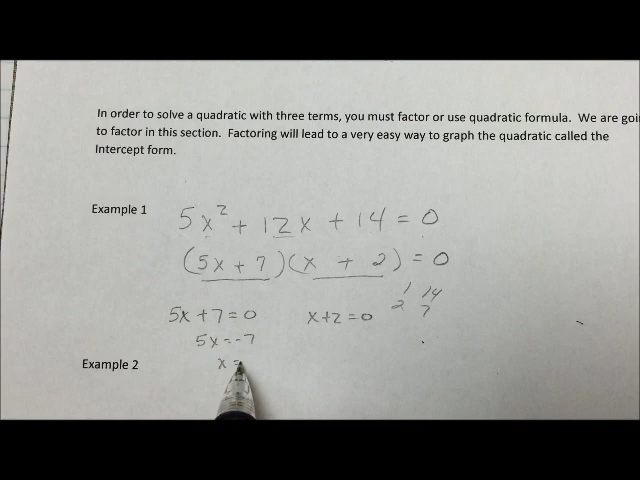 In order to solve a quadratic with three terms, you must factor or use quadratic formula. We are goi
to factor in this section. Factoring will lead to a very easy way to graph the quadratic called the
Intercept form.
Example 1
5x² + 12x + 14 = 0
(5x + 7)(x + 2) = 0
1 14
2 7
5x + 7 = 0 x + 2 = 0
5x = -7
Example 2
x =